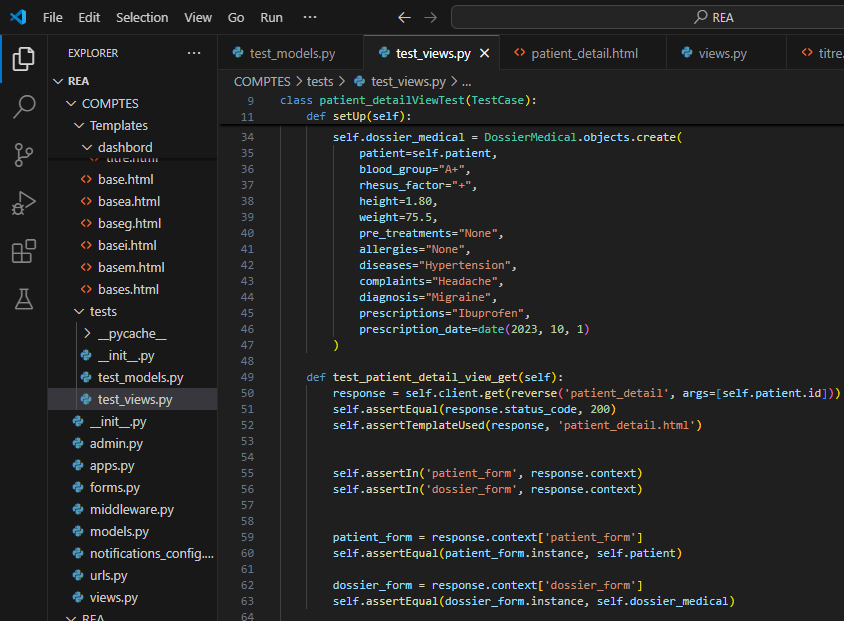 File Edit Selection View Go Run ··· REA
EXPLORER ···
REA
COMPTES
Templates
dashbord
titre.html
base.html
basea.html
baseg.html
basei.html
basem.html
bases.html
tests
__pycache__
__init__.py
test_models.py
test_views.py
__init__.py
admin.py
apps.py
forms.py
middleware.py
models.py
notifications_config....
urls.py
views.py
REA
test_models.py test_views.py patient_detail.html views.py titre.
COMPTES > tests > test_views.py > ...
9 class patient_detailViewTest(TestCase):
11 def setUp(self):
34 self.dossier_medical = DossierMedical.objects.create(
35 patient=self.patient,
36 blood_group="A+",
37 rhesus_factor="+",
38 height=1.80,
39 weight=75.5,
40 pre_treatments="None",
41 allergies="None",
42 diseases="Hypertension",
43 complaints="Headache",
44 diagnosis="Migraine",
45 prescriptions="Ibuprofen",
46 prescription_date=date(2023, 10, 1)
47 )
48
49 def test_patient_detail_view_get(self):
50 response = self.client.get(reverse('patient_detail', args=[self.patient.id]))
51 self.assertEqual(response.status_code, 200)
52 self.assertTemplateUsed(response, 'patient_detail.html')
53
54
55 self.assertIn('patient_form', response.context)
56 self.assertIn('dossier_form', response.context)
57
58
59 patient_form = response.context['patient_form']
60 self.assertEqual(patient_form.instance, self.patient)
61
62 dossier_form = response.context['dossier_form']
63 self.assertEqual(dossier_form.instance, self.dossier_medical)
64